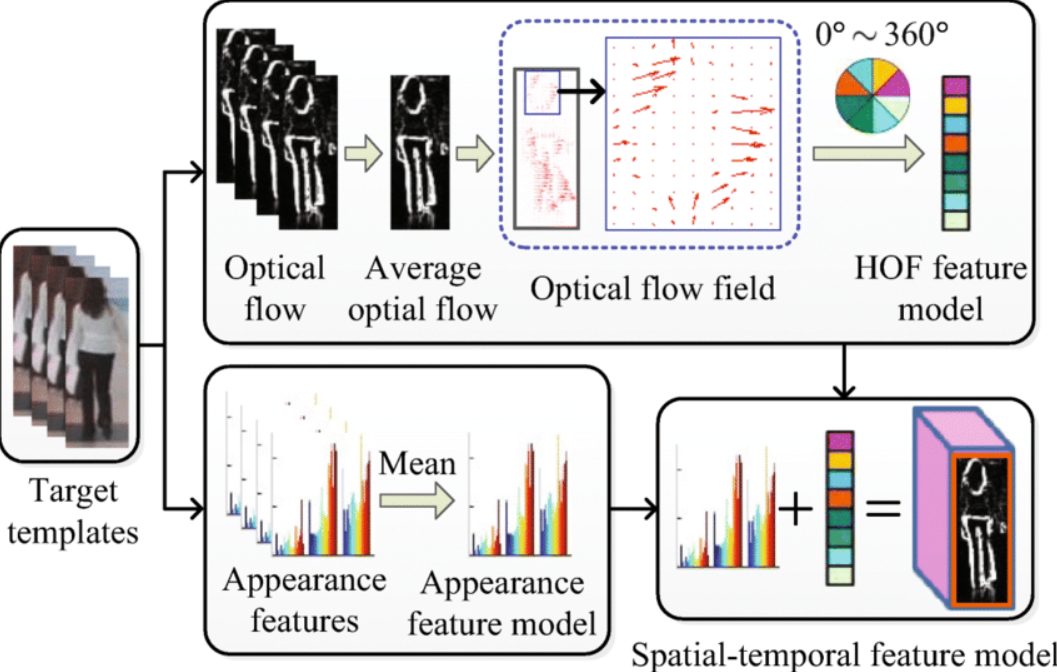 0° ~ 360°
Optical
flow
Average
optial flow
Optical flow field
HOF feature
model
Target
templates
Mean
Appearance
features
Appearance
feature model
+
=
Spatial-temporal feature model